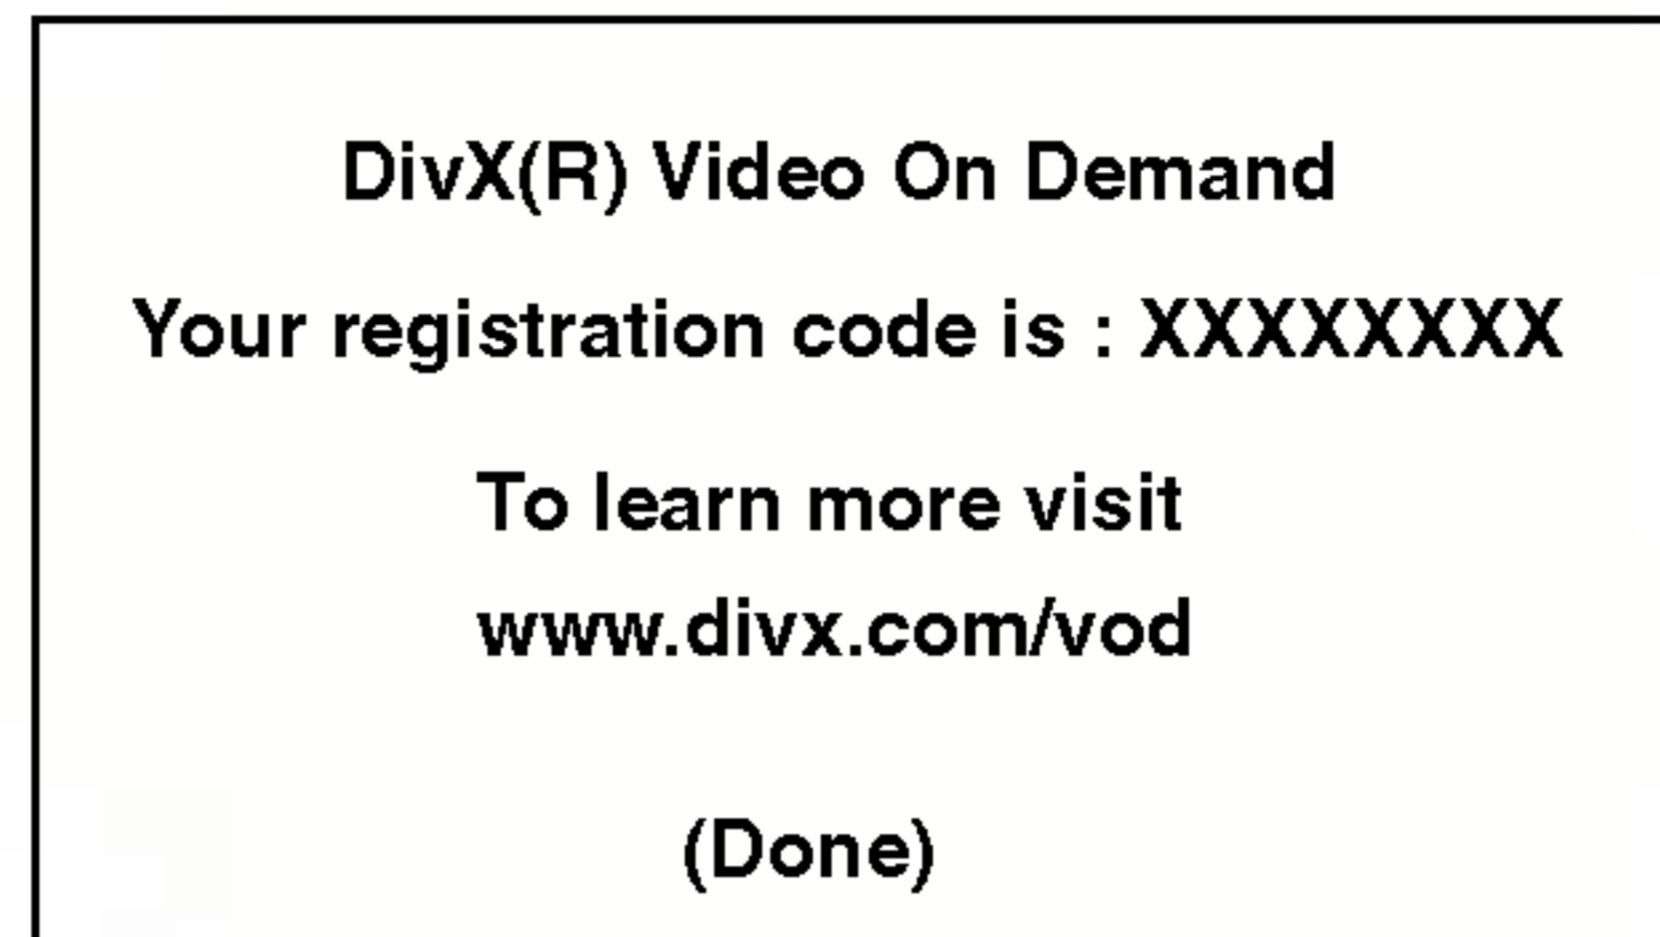 DivX(R) Video On Demand
Your registration code is : XXXXXXXX
To learn more visit
www.divx.com/vod
(Done)